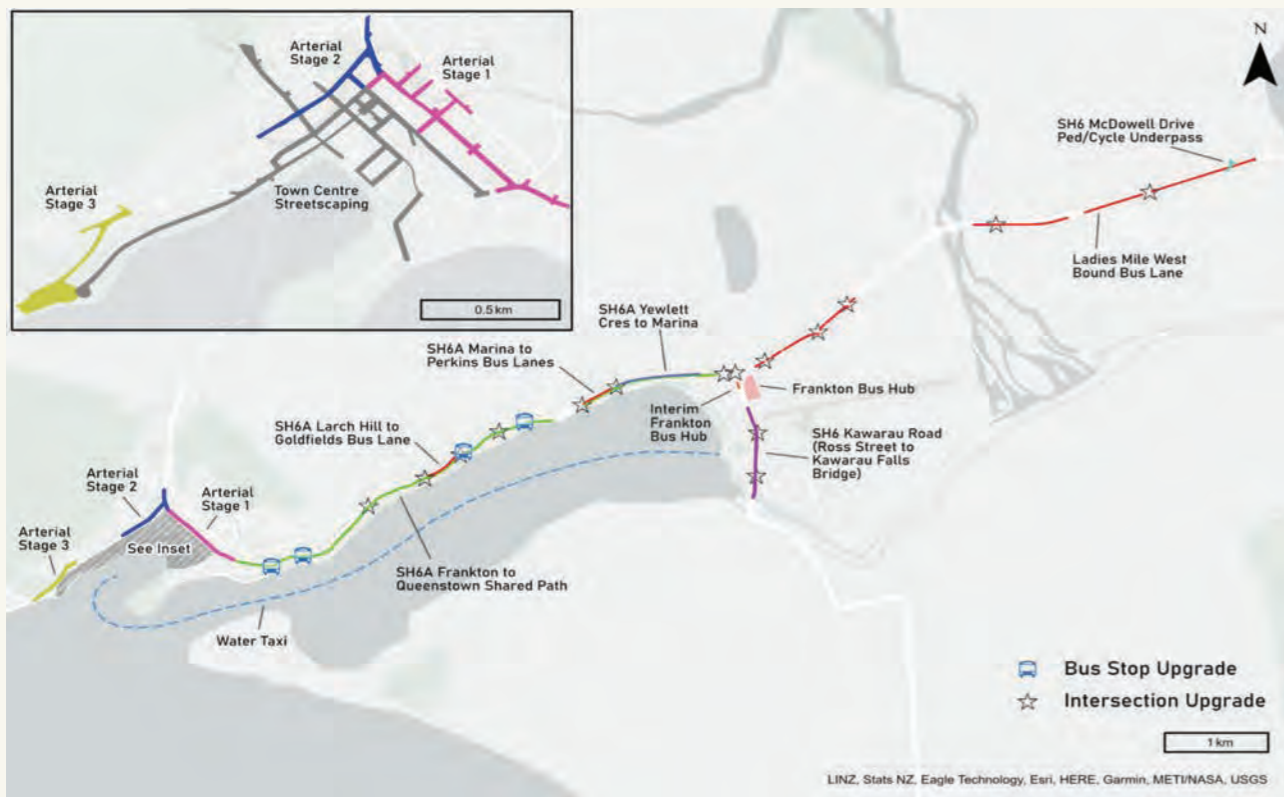 Arterial
Stage 2
Arterial
Stage 1
Arterial
Stage 3
Town Centre
Streetscaping
0.5 km
N
SH6 McDowell Drive
Ped/Cycle Underpass
Ladies Mile West
Bound Bus Lane
SH6A Yewlett
Cres to Marina
SH6A Marina to
Perkins Bus Lanes
Frankton Bus Hub
Interim
Frankton
Bus Hub
SH6 Kawarau Road
(Ross Street to
Kawarau Falls
Bridge)
SH6A Larch Hill to
Goldfields Bus Lane
Arterial
Stage 2
Arterial
Stage 1
Arterial
Stage 3
See Inset
SH6A Frankton to
Queenstown Shared Path
Water Taxi
Bus Stop Upgrade
Intersection Upgrade
1 km
LINZ, Stats NZ, Eagle Technology, Esri, HERE, Garmin, METI/NASA, USGS